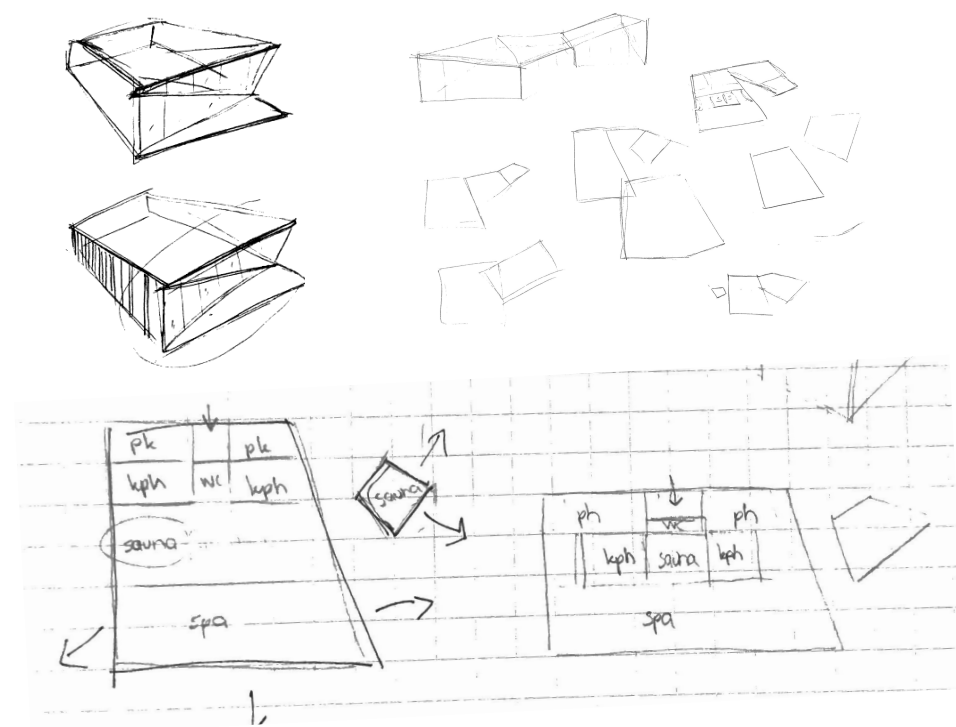 pk pk
kph wc kph
sauna
spa
sauna
ph wc ph
kph sauna kph
spa